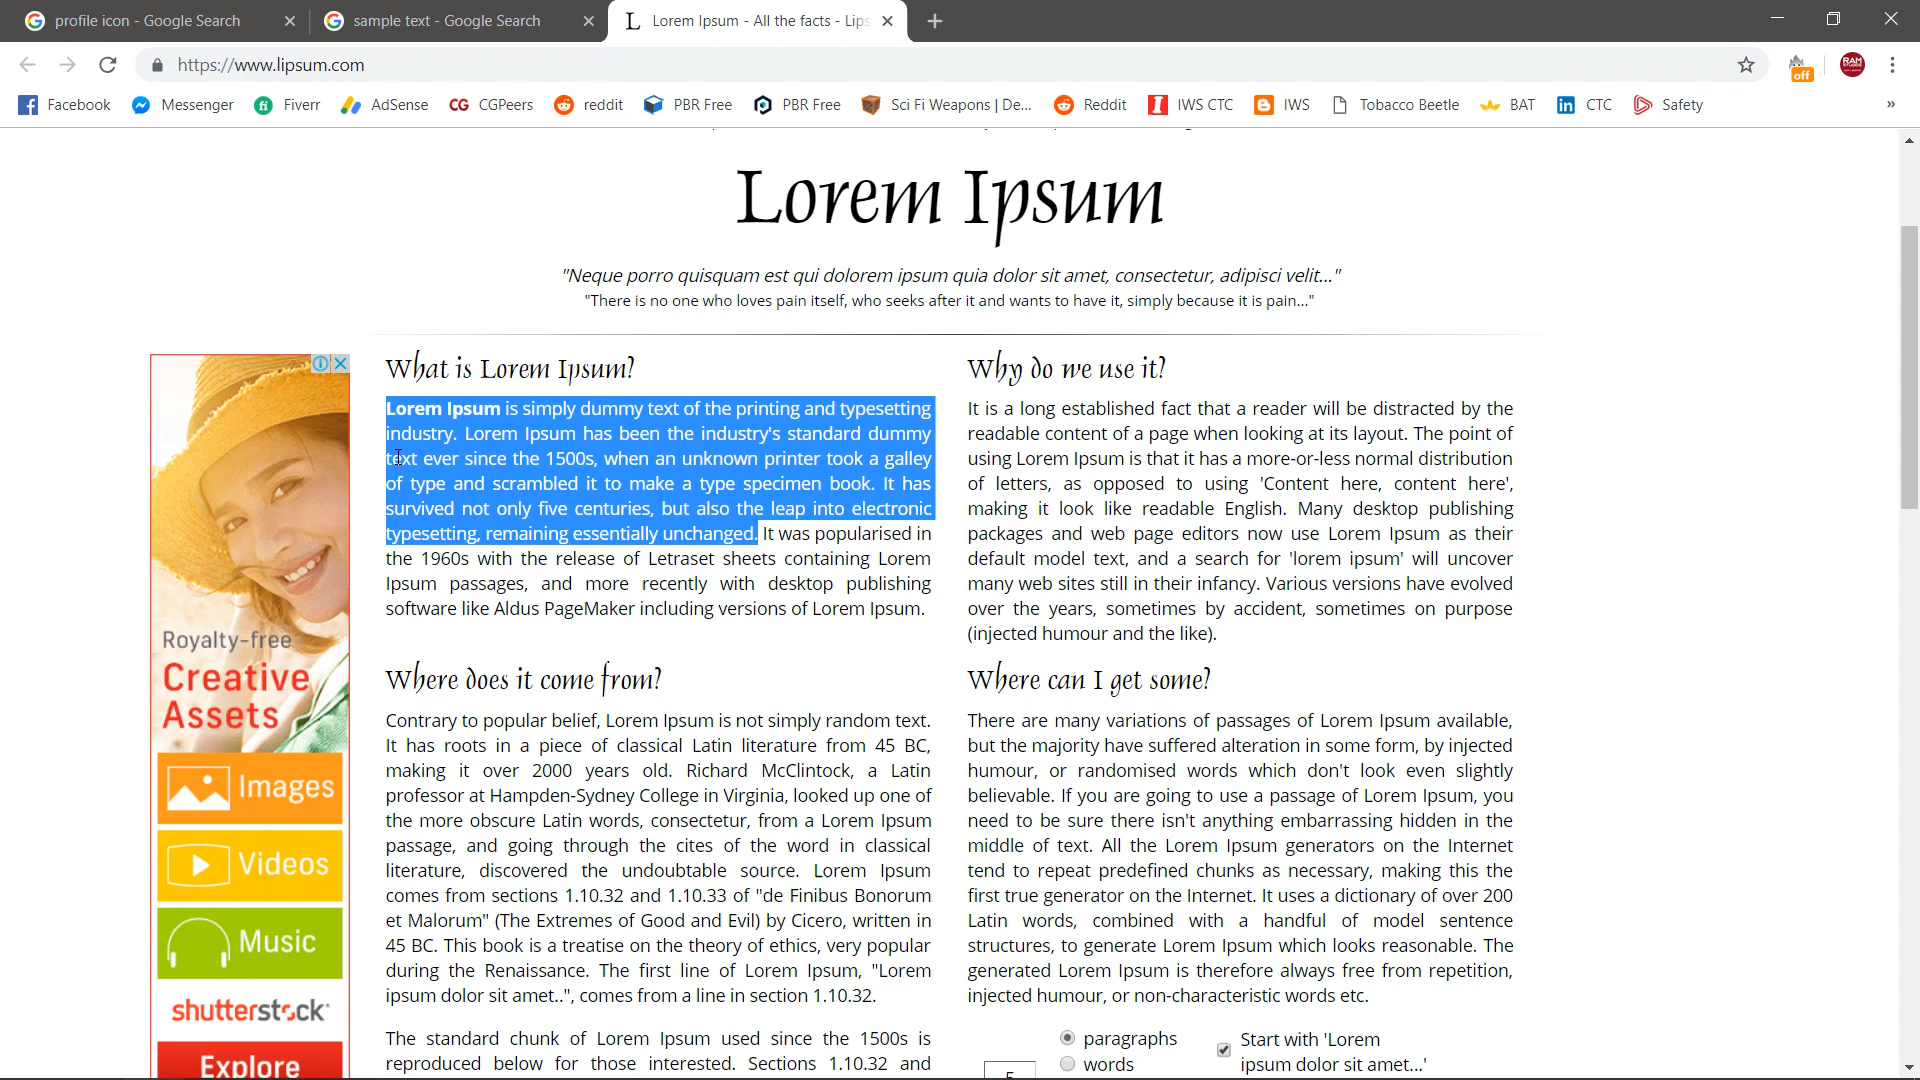 profile icon - Google Search
sample text - Google Search
Lorem Ipsum - All the facts - Lips
https://www.lipsum.com
off
RAM
Facebook
Messenger
Fiverr
AdSense
CG CGPeers
reddit
PBR Free
PBR Free
Sci Fi Weapons | De...
Reddit
IWS CTC
IWS
Tobacco Beetle
BAT
CTC
Safety
»
Lorem Ipsum
"Neque porro quisquam est qui dolorem ipsum quia dolor sit amet, consectetur, adipisci velit..."
"There is no one who loves pain itself, who seeks after it and wants to have it, simply because it is pain..."
What is Lorem Ipsum?
Lorem Ipsum is simply dummy text of the printing and typesetting
industry. Lorem Ipsum has been the industry's standard dummy
text ever since the 1500s, when an unknown printer took a galley
of type and scrambled it to make a type specimen book. It has
survived not only five centuries, but also the leap into electronic
typesetting, remaining essentially unchanged. It was popularised in
the 1960s with the release of Letraset sheets containing Lorem
Ipsum passages, and more recently with desktop publishing
software like Aldus PageMaker including versions of Lorem Ipsum.
Why do we use it?
It is a long established fact that a reader will be distracted by the
readable content of a page when looking at its layout. The point of
using Lorem Ipsum is that it has a more-or-less normal distribution
of letters, as opposed to using 'Content here, content here',
making it look like readable English. Many desktop publishing
packages and web page editors now use Lorem Ipsum as their
default model text, and a search for 'lorem ipsum' will uncover
many web sites still in their infancy. Various versions have evolved
over the years, sometimes by accident, sometimes on purpose
(injected humour and the like).
Where does it come from?
Contrary to popular belief, Lorem Ipsum is not simply random text.
It has roots in a piece of classical Latin literature from 45 BC,
making it over 2000 years old. Richard McClintock, a Latin
professor at Hampden-Sydney College in Virginia, looked up one of
the more obscure Latin words, consectetur, from a Lorem Ipsum
passage, and going through the cites of the word in classical
literature, discovered the undoubtable source. Lorem Ipsum
comes from sections 1.10.32 and 1.10.33 of "de Finibus Bonorum
et Malorum" (The Extremes of Good and Evil) by Cicero, written in
45 BC. This book is a treatise on the theory of ethics, very popular
during the Renaissance. The first line of Lorem Ipsum, "Lorem
ipsum dolor sit amet..", comes from a line in section 1.10.32.
The standard chunk of Lorem Ipsum used since the 1500s is
reproduced below for those interested. Sections 1.10.32 and
Where can I get some?
There are many variations of passages of Lorem Ipsum available,
but the majority have suffered alteration in some form, by injected
humour, or randomised words which don't look even slightly
believable. If you are going to use a passage of Lorem Ipsum, you
need to be sure there isn't anything embarrassing hidden in the
middle of text. All the Lorem Ipsum generators on the Internet
tend to repeat predefined chunks as necessary, making this the
first true generator on the Internet. It uses a dictionary of over 200
Latin words, combined with a handful of model sentence
structures, to generate Lorem Ipsum which looks reasonable. The
generated Lorem Ipsum is therefore always free from repetition,
injected humour, or non-characteristic words etc.
5
paragraphs
words
Start with 'Lorem
ipsum dolor sit amet...'
Royalty-free
Creative
Assets
Images
Videos
Music
shutterstock
Explore